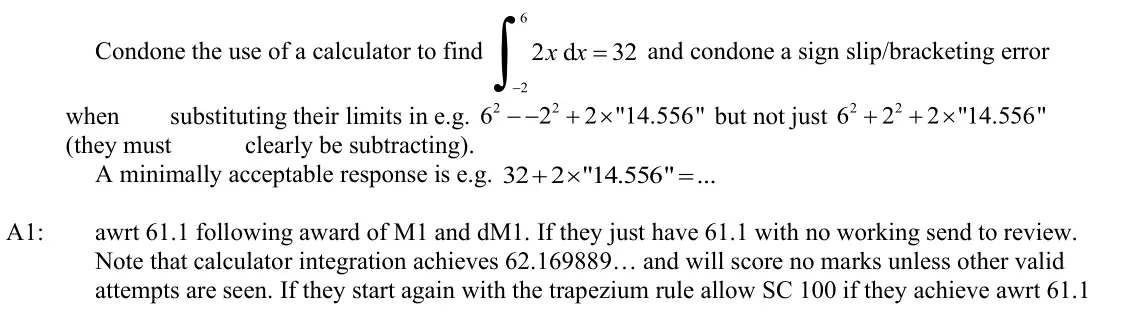 Condone the use of a calculator to find ∫₋₂⁶ 2x dx = 32 and condone a sign slip/bracketing error
when substituting their limits in e.g. 6² − −2² + 2×"14.556" but not just 6² + 2² + 2×"14.556"
(they must clearly be subtracting).
A minimally acceptable response is e.g. 32+2×"14.556"=...
A1: awrt 61.1 following award of M1 and dM1. If they just have 61.1 with no working send to review.
Note that calculator integration achieves 62.169889… and will score no marks unless other valid
attempts are seen. If they start again with the trapezium rule allow SC 100 if they achieve awrt 61.1